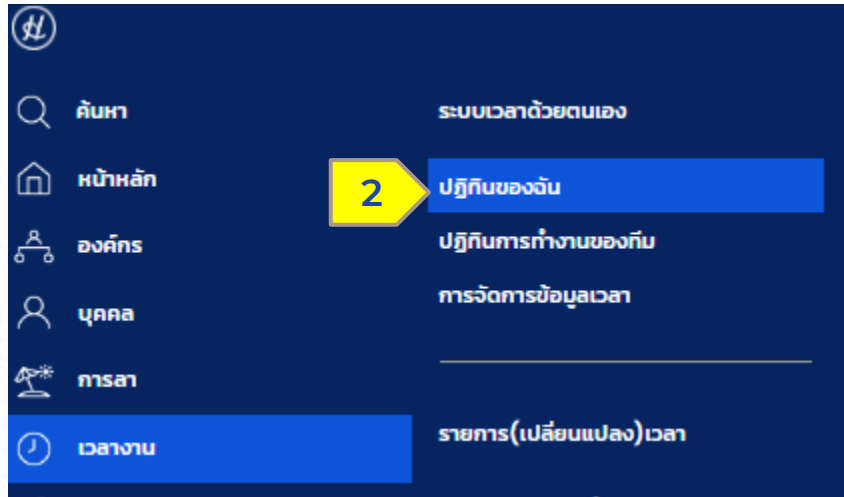 ค้นหา
หน้าหลัก
องค์กร
บุคคล
การลา
เวลางาน
ระบบเวลาด้วยตนเอง
2
ปฏิทินของฉัน
ปฏิทินการทำงานของทีม
การจัดการข้อมูลเวลา
รายการ(เปลี่ยนแปลง)เวลา